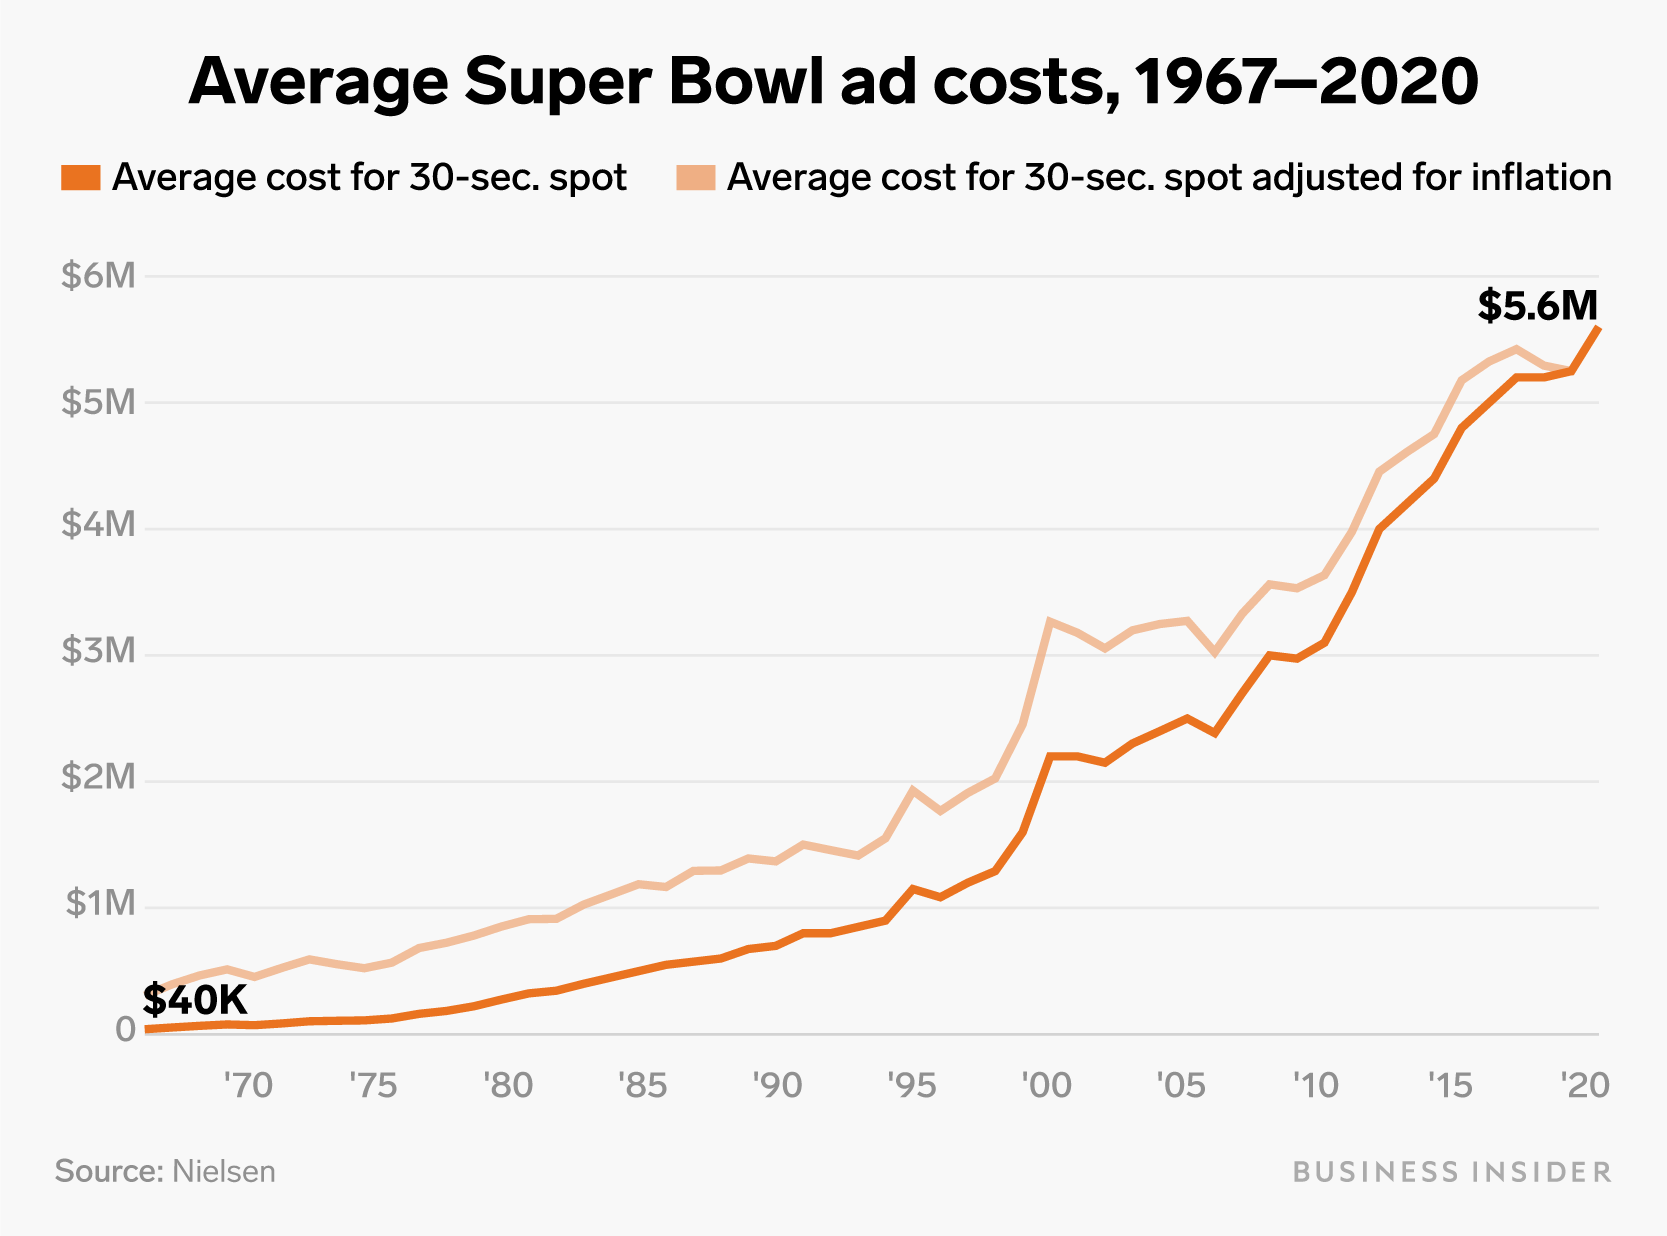 Average Super Bowl ad costs, 1967–2020
Average cost for 30-sec. spot
Average cost for 30-sec. spot adjusted for inflation
$6M
$5.6M
$5M
$4M
$3M
$2M
$1M
$40K
0
'70 '75 '80 '85 '90 '95 '00 '05 '10 '15 '20
Source: Nielsen
BUSINESS INSIDER